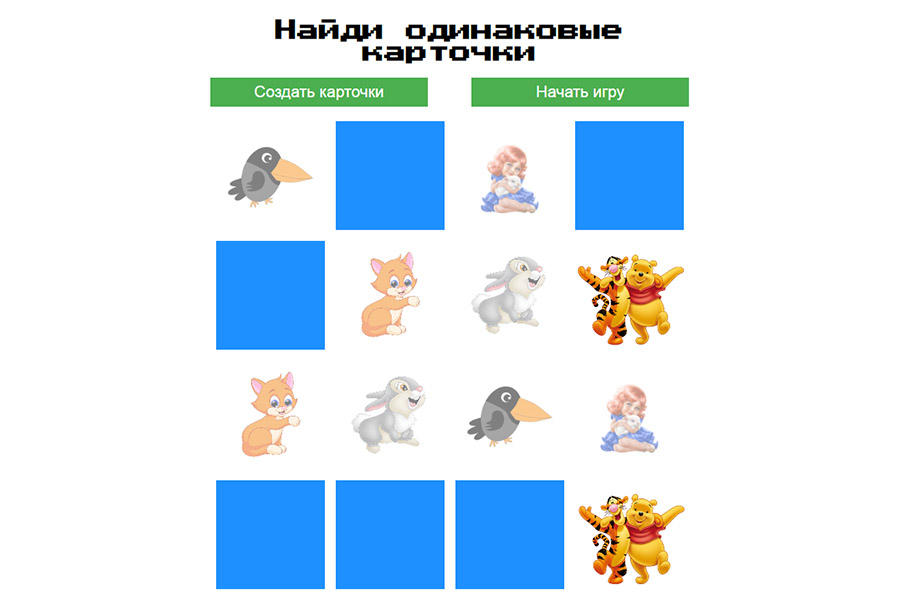 Найди одинаковые
карточки
Создать карточки
Начать игру